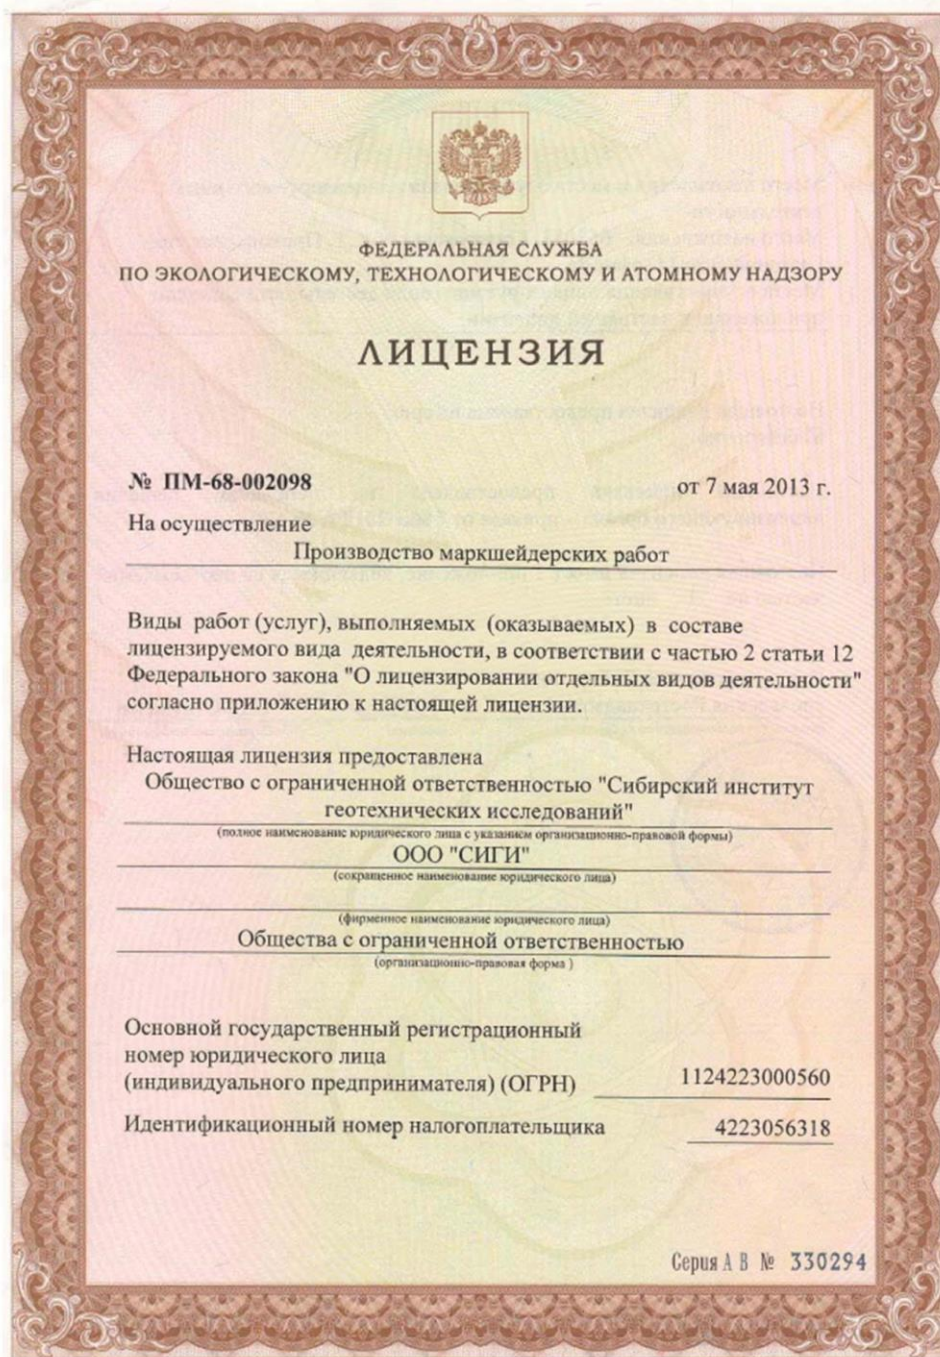 ФЕДЕРАЛЬНАЯ СЛУЖБА
ПО ЭКОЛОГИЧЕСКОМУ, ТЕХНОЛОГИЧЕСКОМУ И АТОМНОМУ НАДЗОРУ
ЛИЦЕНЗИЯ
№ ПМ-68-002098 от 7 мая 2013 г.
На осуществление
Производство маркшейдерских работ
Виды работ (услуг), выполняемых (оказываемых) в составе
лицензируемого вида деятельности, в соответствии с частью 2 статьи 12
Федерального закона "О лицензировании отдельных видов деятельности"
согласно приложению к настоящей лицензии.
Настоящая лицензия предоставлена
Общество с ограниченной ответственностью "Сибирский институт
геотехнических исследований"
(полное наименование юридического лица с указанием организационно-правовой формы)
ООО "СИГИ"
(сокращенное наименование юридического лица)
(фирменное наименование юридического лица)
Общества с ограниченной ответственностью
(организационно-правовая форма )
Основной государственный регистрационный
номер юридического лица
(индивидуального предпринимателя) (ОГРН) 1124223000560
Идентификационный номер налогоплательщика 4223056318
Серия А В № 330294